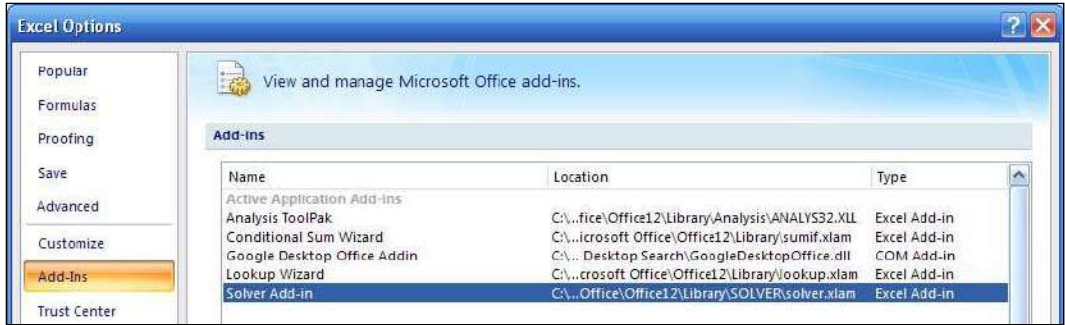 Excel Options
Popular
Formulas
Proofing
Save
Advanced
Customize
Add-Ins
Trust Center
View and manage Microsoft Office add-ins.
Add-ins
Name Location Type
Active Application Add-ins
Analysis ToolPak C:\..fice\Office12\Library\Analysis\ANALYS32.XLL Excel Add-in
Conditional Sum Wizard C:\..icrosoft Office\Office12\Library\sumif.xlam Excel Add-in
Google Desktop Office Addin C:\... Desktop Search\GoogleDesktopOffice.dll COM Add-in
Lookup Wizard C:\..crosoft Office\Office12\Library\lookup.xlam Excel Add-in
Solver Add-in C:\...Office\Office12\Library\SOLVER\solver.xlam Excel Add-in